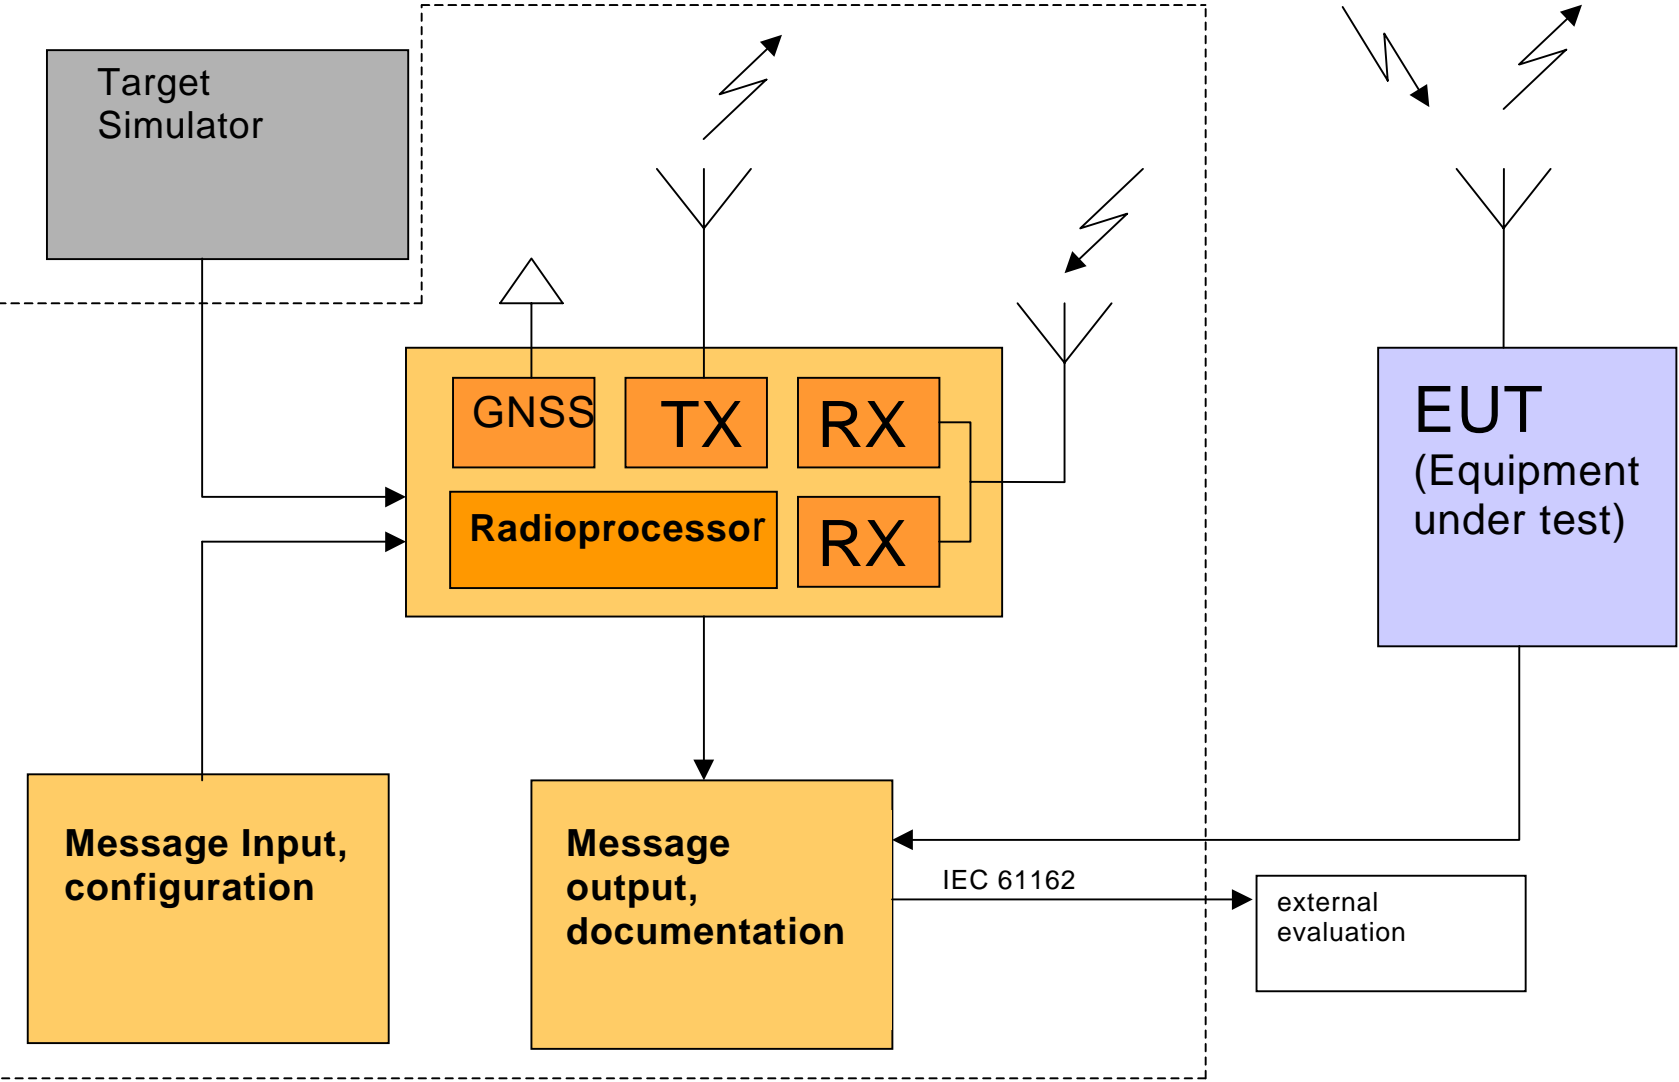 Target
Simulator
GNSS
TX
RX
EUT
(Equipment
under test)
Radioprocessor
RX
Message Input,
configuration
Message
output,
documentation
IEC 61162
external
evaluation